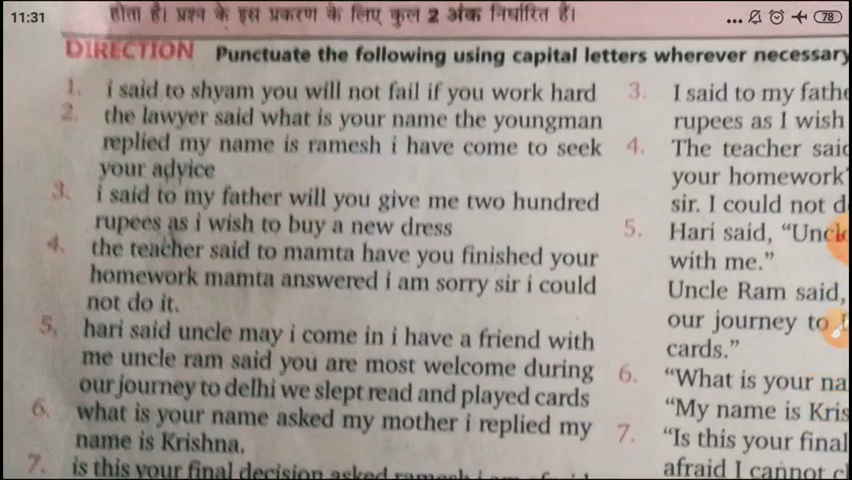 11:31
78
होता है। प्रश्न के इस प्रकरण के लिए कुल 2 अंक निर्धारित हैं।
DIRECTION Punctuate the following using capital letters wherever necessary
1. i said to shyam you will not fail if you work hard
2. the lawyer said what is your name the youngman
replied my name is ramesh i have come to seek
your advice
3. i said to my father will you give me two hundred
rupees as i wish to buy a new dress
4. the teacher said to mamta have you finished your
homework mamta answered i am sorry sir i could
not do it.
5. hari said uncle may i come in i have a friend with
me uncle ram said you are most welcome during
our journey to delhi we slept read and played cards
6. what is your name asked my mother i replied my
name is Krishna.
7. is this your final decision asked ramesh i am afraid
3. I said to my
rupees as I wish
4. The teacher
your homework
sir. I could not
5. Hari said,
with me.”
Uncle Ram said,
our journey to
cards.”
6. “What is your
“My name is
7. “Is this your final
afraid I cannot